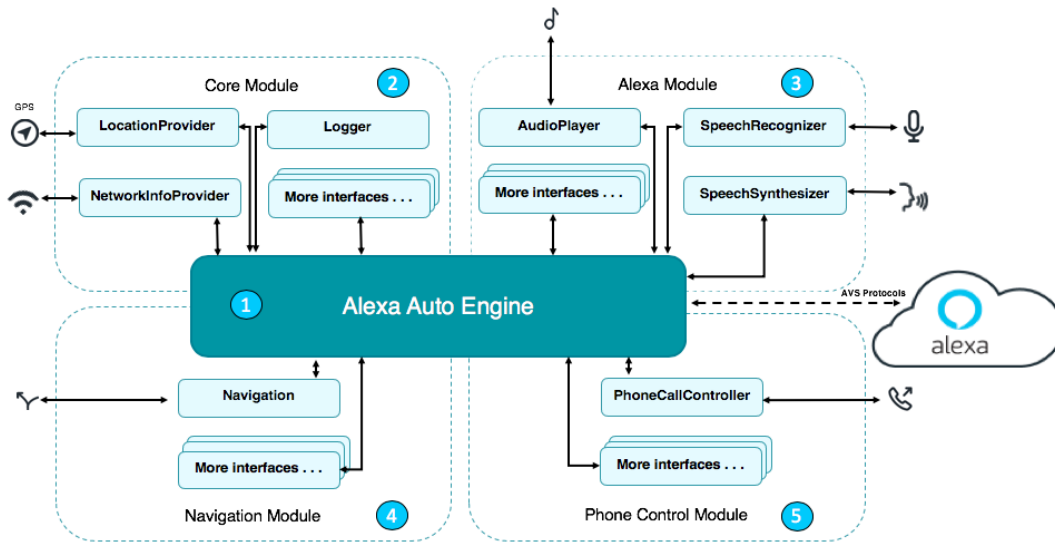 Core Module
2
GPS
LocationProvider
Logger
NetworkInfoProvider
More interfaces . . .
Alexa Module
3
AudioPlayer
SpeechRecognizer
More interfaces . . .
SpeechSynthesizer
1
Alexa Auto Engine
AVS Protocols
alexa
Navigation
More interfaces . . .
Navigation Module
4
PhoneCallController
More interfaces . . .
Phone Control Module
5